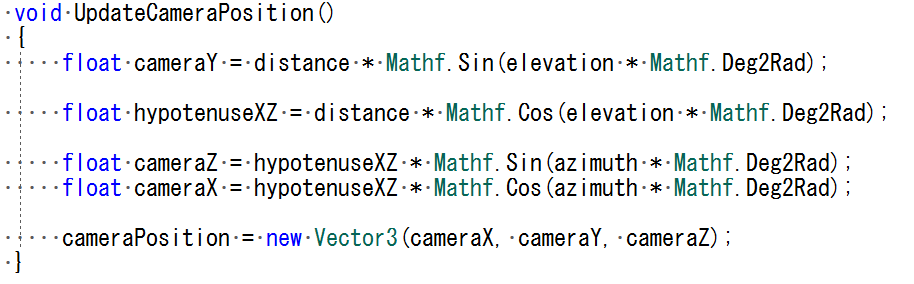 void UpdateCameraPosition()
{
float cameraY = distance * Mathf.Sin(elevation * Mathf.Deg2Rad);
float hypotenuseXZ = distance * Mathf.Cos(elevation * Mathf.Deg2Rad);
float cameraZ = hypotenuseXZ * Mathf.Sin(azimuth * Mathf.Deg2Rad);
float cameraX = hypotenuseXZ * Mathf.Cos(azimuth * Mathf.Deg2Rad);
cameraPosition = new Vector3(cameraX, cameraY, cameraZ);
}